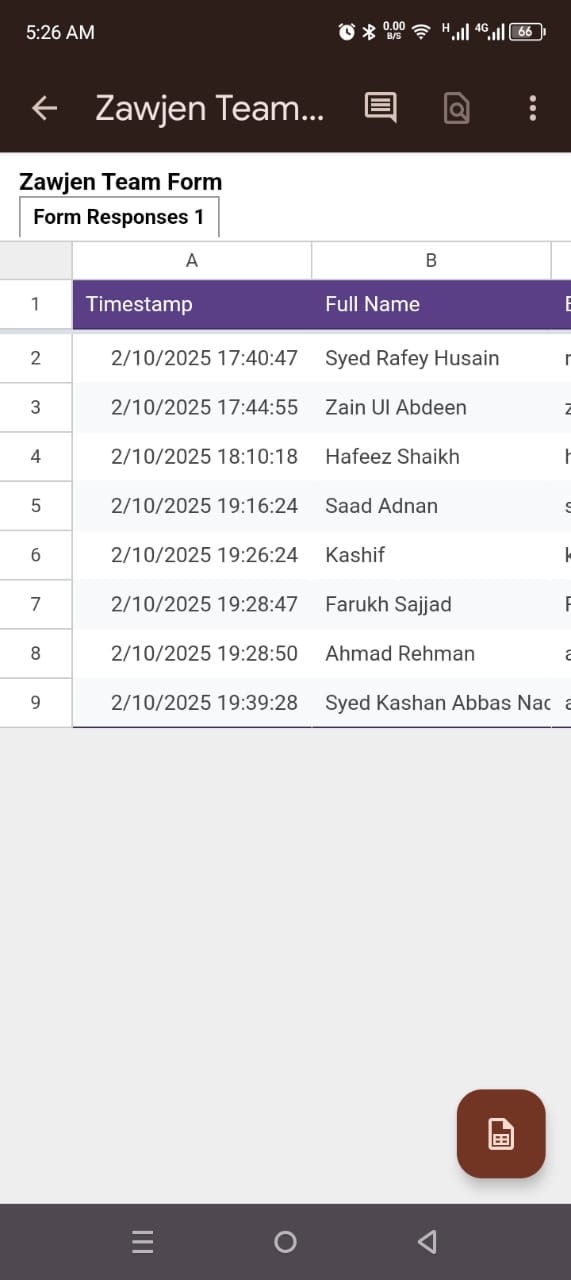 5:26 AM
0.00
B/S
H
4G
66
Zawjen Team...
Zawjen Team Form
Form Responses 1
A B
1 Timestamp Full Name
2 2/10/2025 17:40:47 Syed Rafey Husain
3 2/10/2025 17:44:55 Zain Ul Abdeen
4 2/10/2025 18:10:18 Hafeez Shaikh
5 2/10/2025 19:16:24 Saad Adnan
6 2/10/2025 19:26:24 Kashif
7 2/10/2025 19:28:47 Farukh Sajjad
8 2/10/2025 19:28:50 Ahmad Rehman
9 2/10/2025 19:39:28 Syed Kashan Abbas